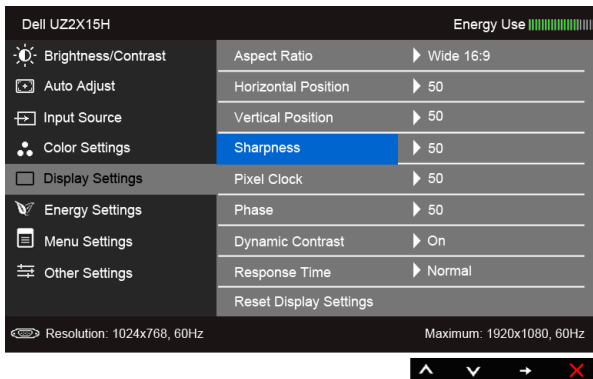 Dell UZ2X15H Energy Use
Brightness/Contrast Aspect Ratio Wide 16:9
Auto Adjust Horizontal Position 50
Input Source Vertical Position 50
Color Settings Sharpness 50
Display Settings Pixel Clock 50
Energy Settings Phase 50
Menu Settings Dynamic Contrast On
Other Settings Response Time Normal
Reset Display Settings
Resolution: 1024x768, 60Hz Maximum: 1920x1080, 60Hz